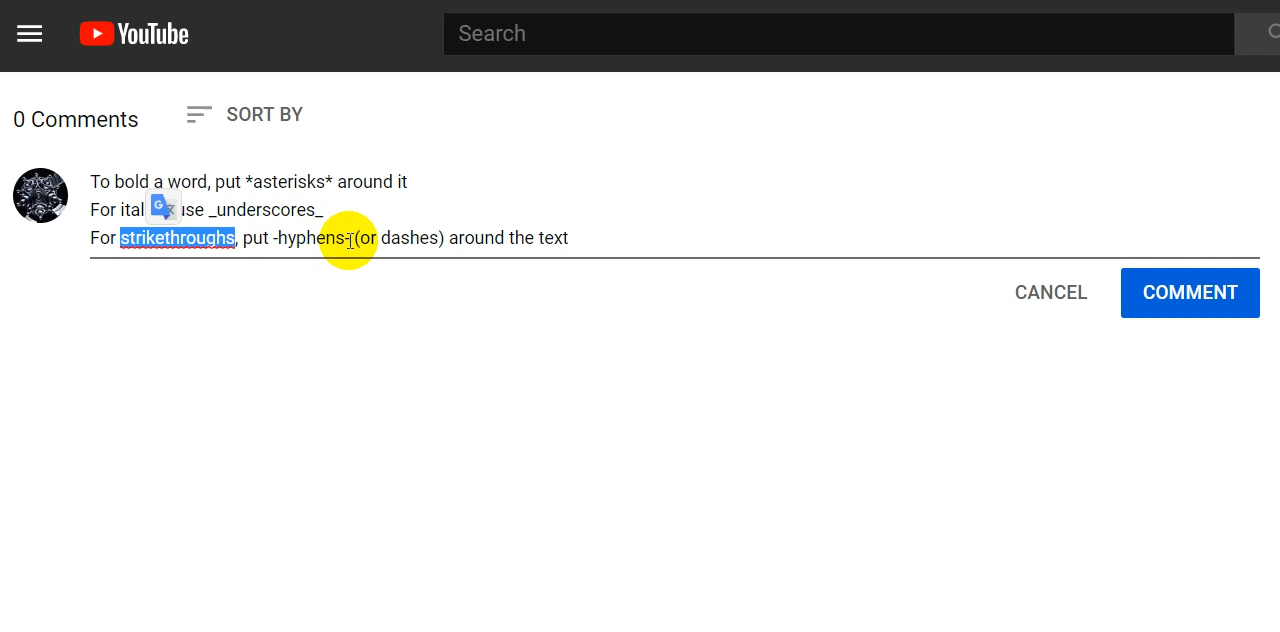 YouTube
Search
0 Comments
SORT BY
To bold a word, put *asterisks* around it
For ital use _underscores_
For strikethroughs, put -hyphens- (or dashes) around the text
CANCEL
COMMENT